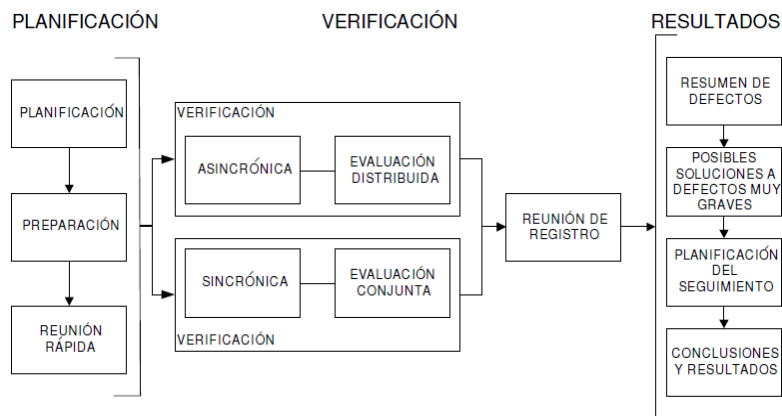 PLANIFICACIÓN
VERIFICACIÓN
RESULTADOS
PLANIFICACIÓN
PREPARACIÓN
REUNIÓN
RÁPIDA
VERIFICACIÓN
ASINCRÓNICA
EVALUACIÓN
DISTRIBUIDA
SINCRÓNICA
EVALUACIÓN
CONJUNTA
VERIFICACIÓN
REUNIÓN DE
REGISTRO
RESUMEN DE
DEFECTOS
POSIBLES
SOLUCIONES A
DEFECTOS MUY
GRAVES
PLANIFICACIÓN
DEL
SEGUIMIENTO
CONCLUSIONES
Y RESULTADOS